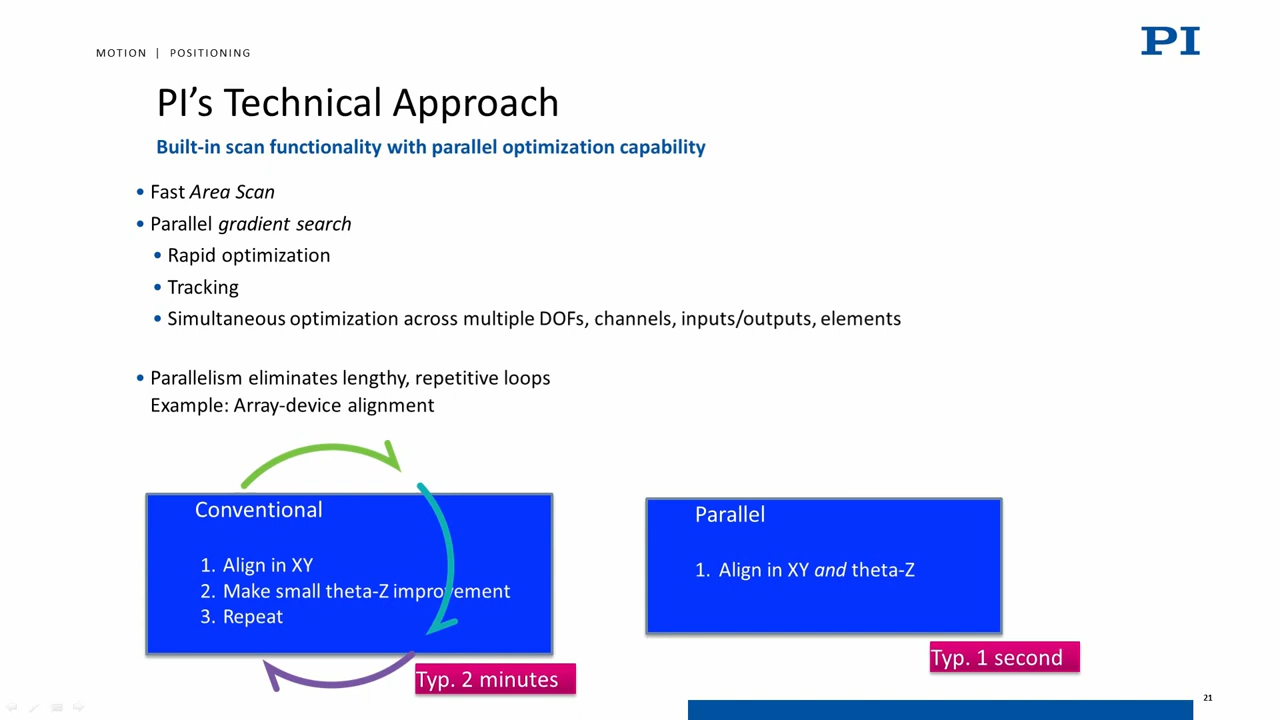 MOTION | POSITIONING
PI
PI's Technical Approach
Built-in scan functionality with parallel optimization capability
• Fast Area Scan
• Parallel gradient search
• Rapid optimization
• Tracking
• Simultaneous optimization across multiple DOFs, channels, inputs/outputs, elements
• Parallelism eliminates lengthy, repetitive loops
Example: Array-device alignment
Conventional
1. Align in XY
2. Make small theta-Z improvement
3. Repeat
Typ. 2 minutes
Parallel
1. Align in XY and theta-Z
Typ. 1 second
21